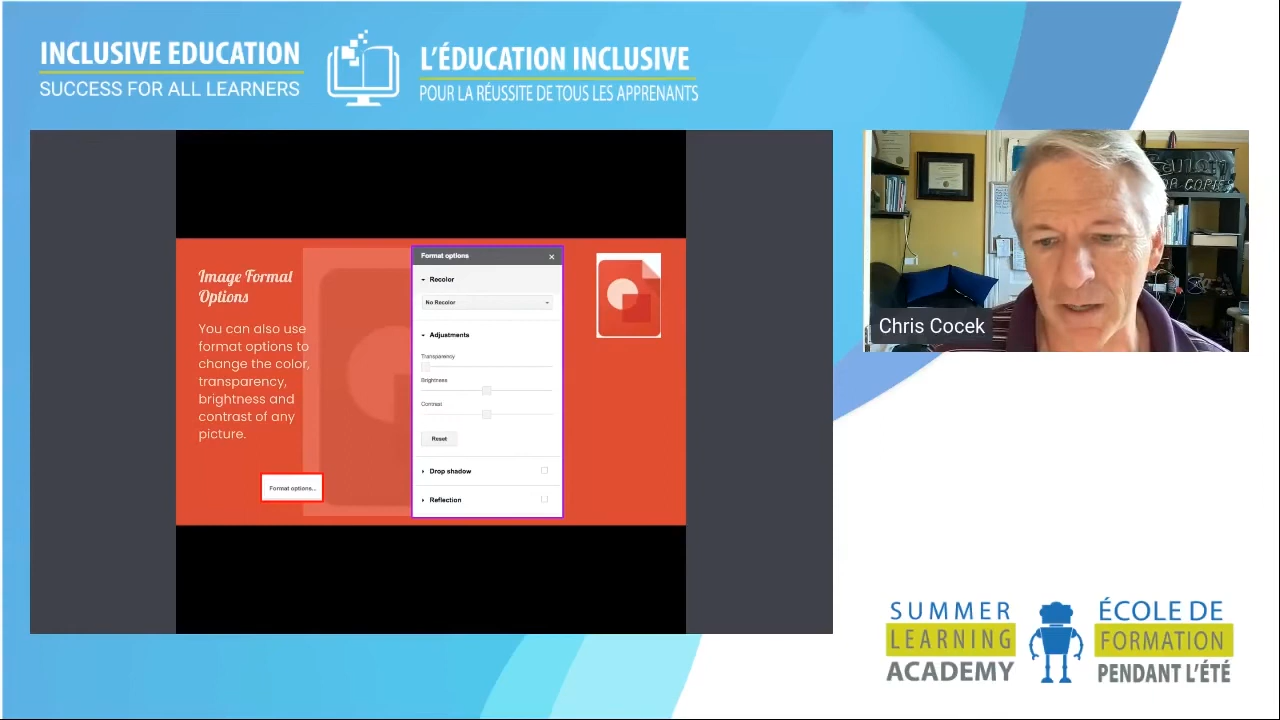 INCLUSIVE EDUCATION
SUCCESS FOR ALL LEARNERS
L'ÉDUCATION INCLUSIVE
POUR LA RÉUSSITE DE TOUS LES APPRENANTS
Image Format
Options
You can also use
format options to
change the color,
transparency,
brightness and
contrast of any
picture.
Format options...
Format options
Recolor
No Recolor
Adjustments
Transparency
Brightness
Contrast
Reset
Drop shadow
Reflection
Canon
COPIER
Chris Cocek
SUMMER
LEARNING
ACADEMY
ÉCOLE DE
FORMATION
PENDANT L'ÉTÉ